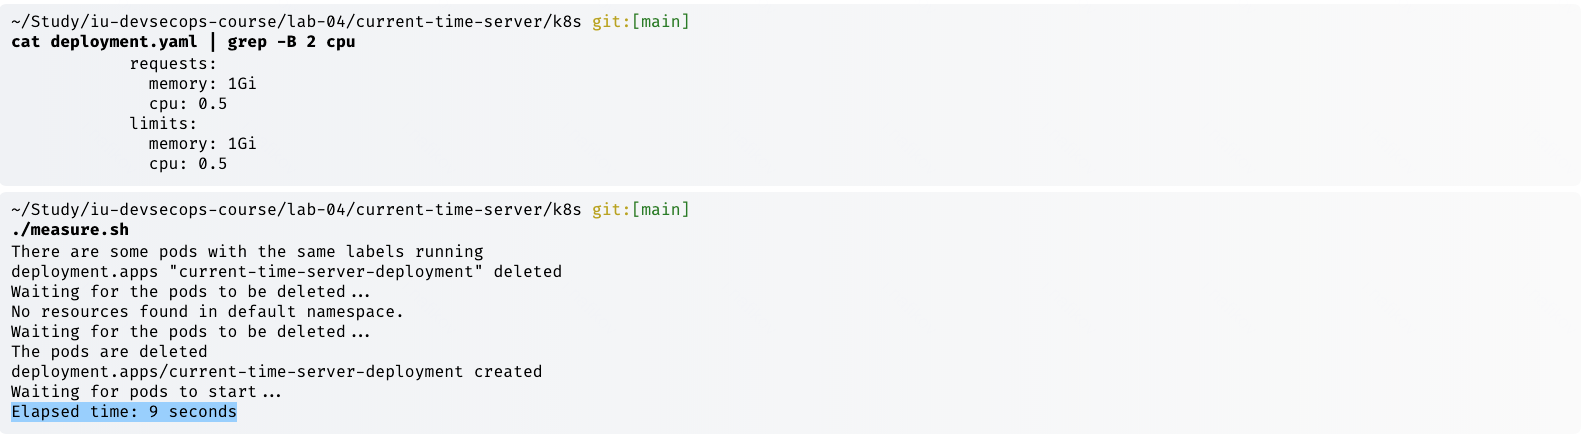 ~/Study/iu-devsecops-course/lab-04/current-time-server/k8s git:[main]
cat deployment.yaml | grep -B 2 cpu
            requests:
              memory: 1Gi
              cpu: 0.5
            limits:
              memory: 1Gi
              cpu: 0.5
~/Study/iu-devsecops-course/lab-04/current-time-server/k8s git:[main]
./measure.sh
There are some pods with the same labels running
deployment.apps "current-time-server-deployment" deleted
Waiting for the pods to be deleted...
No resources found in default namespace.
Waiting for the pods to be deleted...
The pods are deleted
deployment.apps/current-time-server-deployment created
Waiting for pods to start...
Elapsed time: 9 seconds